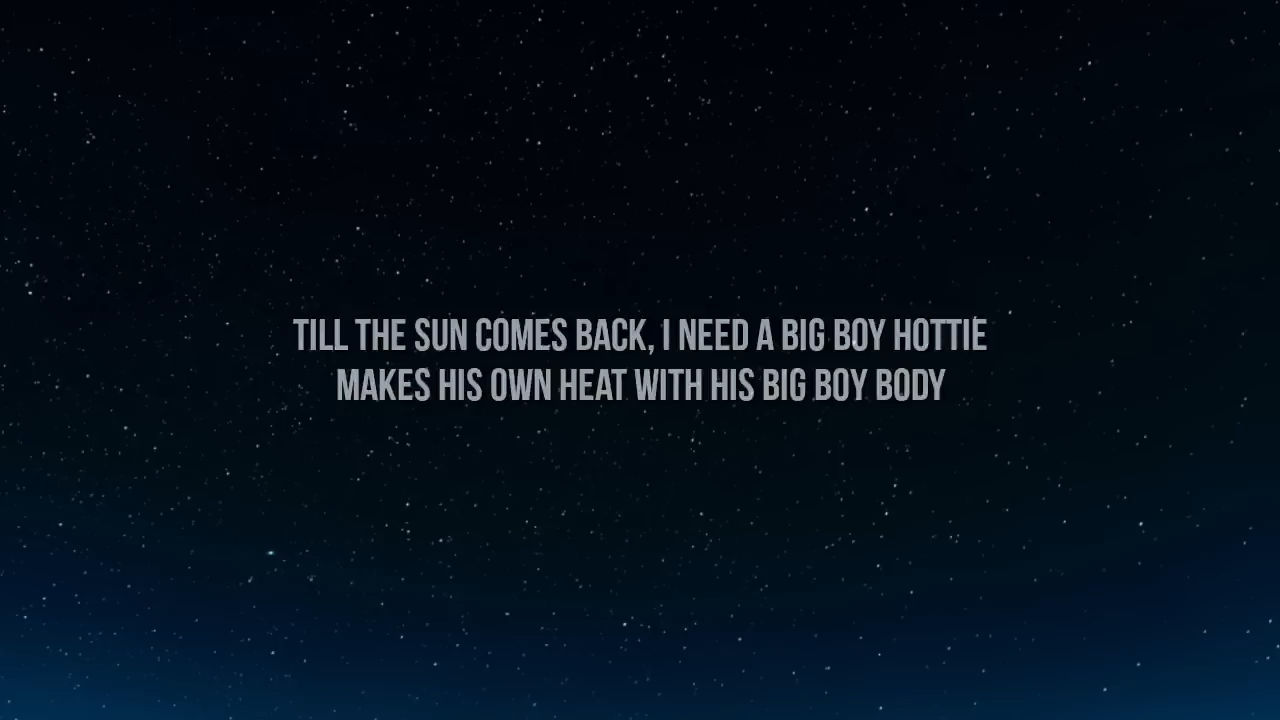 TILL THE SUN COMES BACK, I NEED A BIG BOY HOTTIE
MAKES HIS OWN HEAT WITH HIS BIG BOY BODY